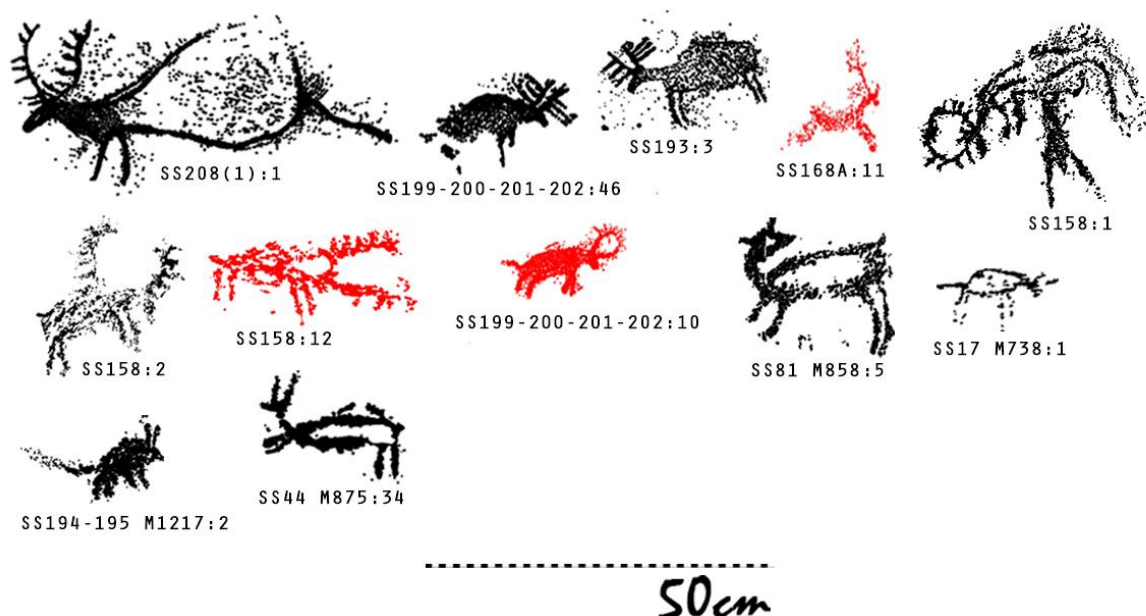 SS208(1):1
SS199-200-201-202:46
SS193:3
SS168A:11
SS158:1
SS158:2
SS158:12
SS199-200-201-202:10
SS81 M858:5
SS17 M738:1
SS194-195 M1217:2
SS44 M875:34
50cm